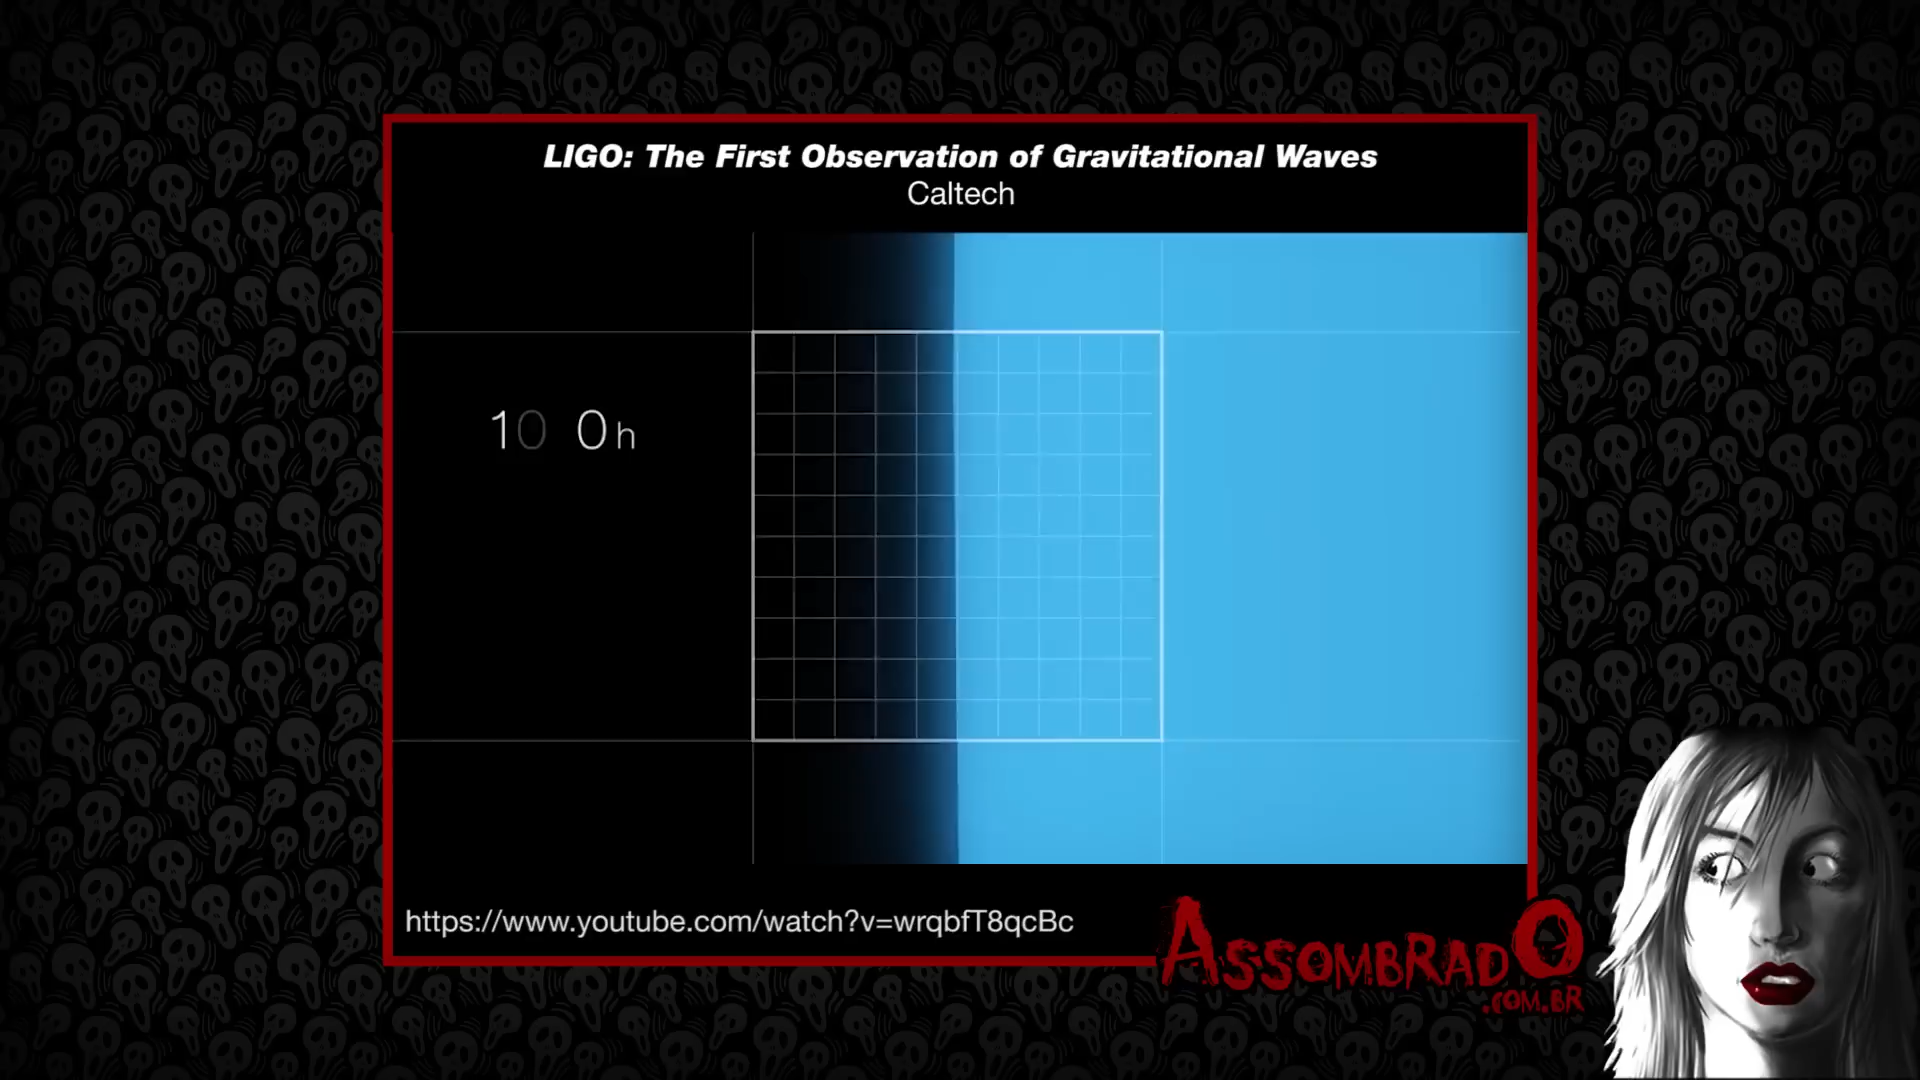 LIGO: The First Observation of Gravitational Waves
Caltech
10 0h
https://www.youtube.com/watch?v=wrqbfT8qcBc
ASSOMBRADO
.COM.BR